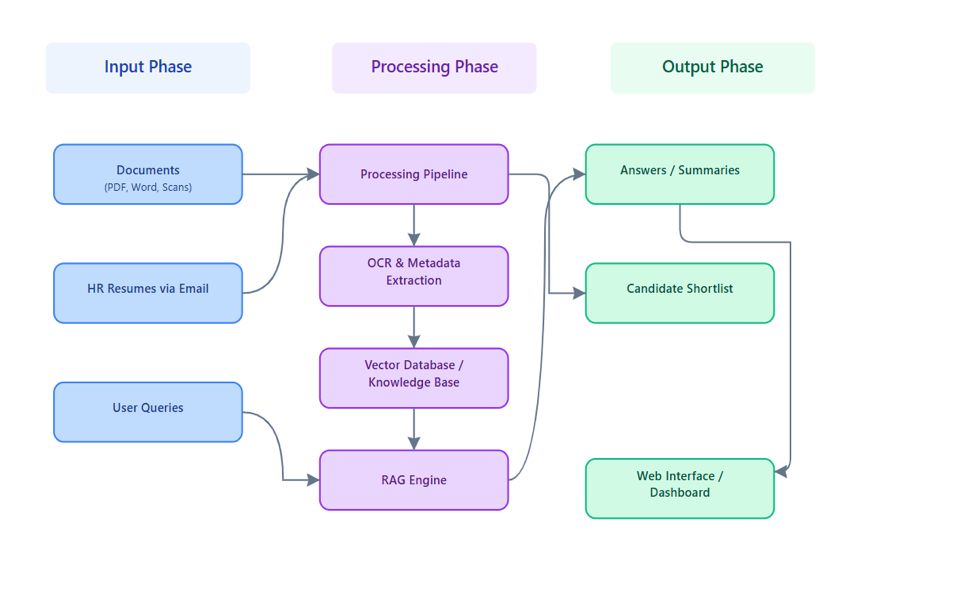 Input Phase
Processing Phase
Output Phase
Documents
(PDF, Word, Scans)
Processing Pipeline
Answers / Summaries
HR Resumes via Email
OCR & Metadata
Extraction
Candidate Shortlist
Vector Database /
Knowledge Base
User Queries
RAG Engine
Web Interface /
Dashboard